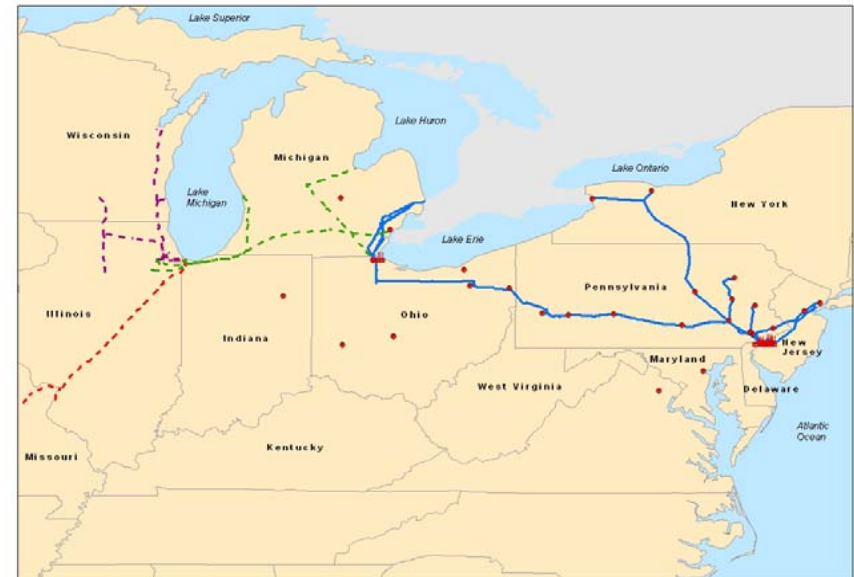 Lake Superior
Wisconsin
Michigan
Lake Huron
Lake
Michigan
Lake Ontario
New York
Lake Erie
Pennsylvania
Illinois
Indiana
Ohio
New
Jersey
Maryland
West Virginia
Delaware
Atlantic
Ocean
Missouri
Kentucky